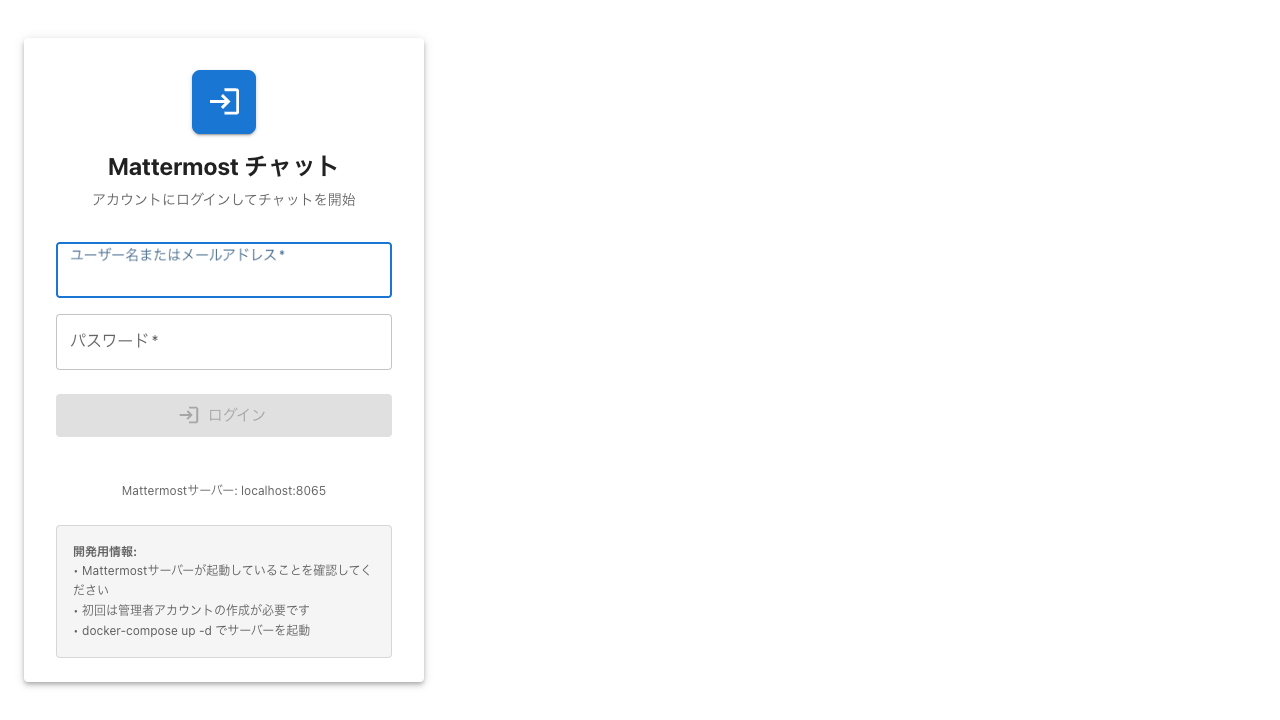 Mattermost チャット
アカウントにログインしてチャットを開始
ユーザー名またはメールアドレス *
パスワード *
ログイン
Mattermostサーバー: localhost:8065
開発用情報:
• Mattermostサーバーが起動していることを確認してく
ださい
• 初回は管理者アカウントの作成が必要です
• docker-compose up -d でサーバーを起動